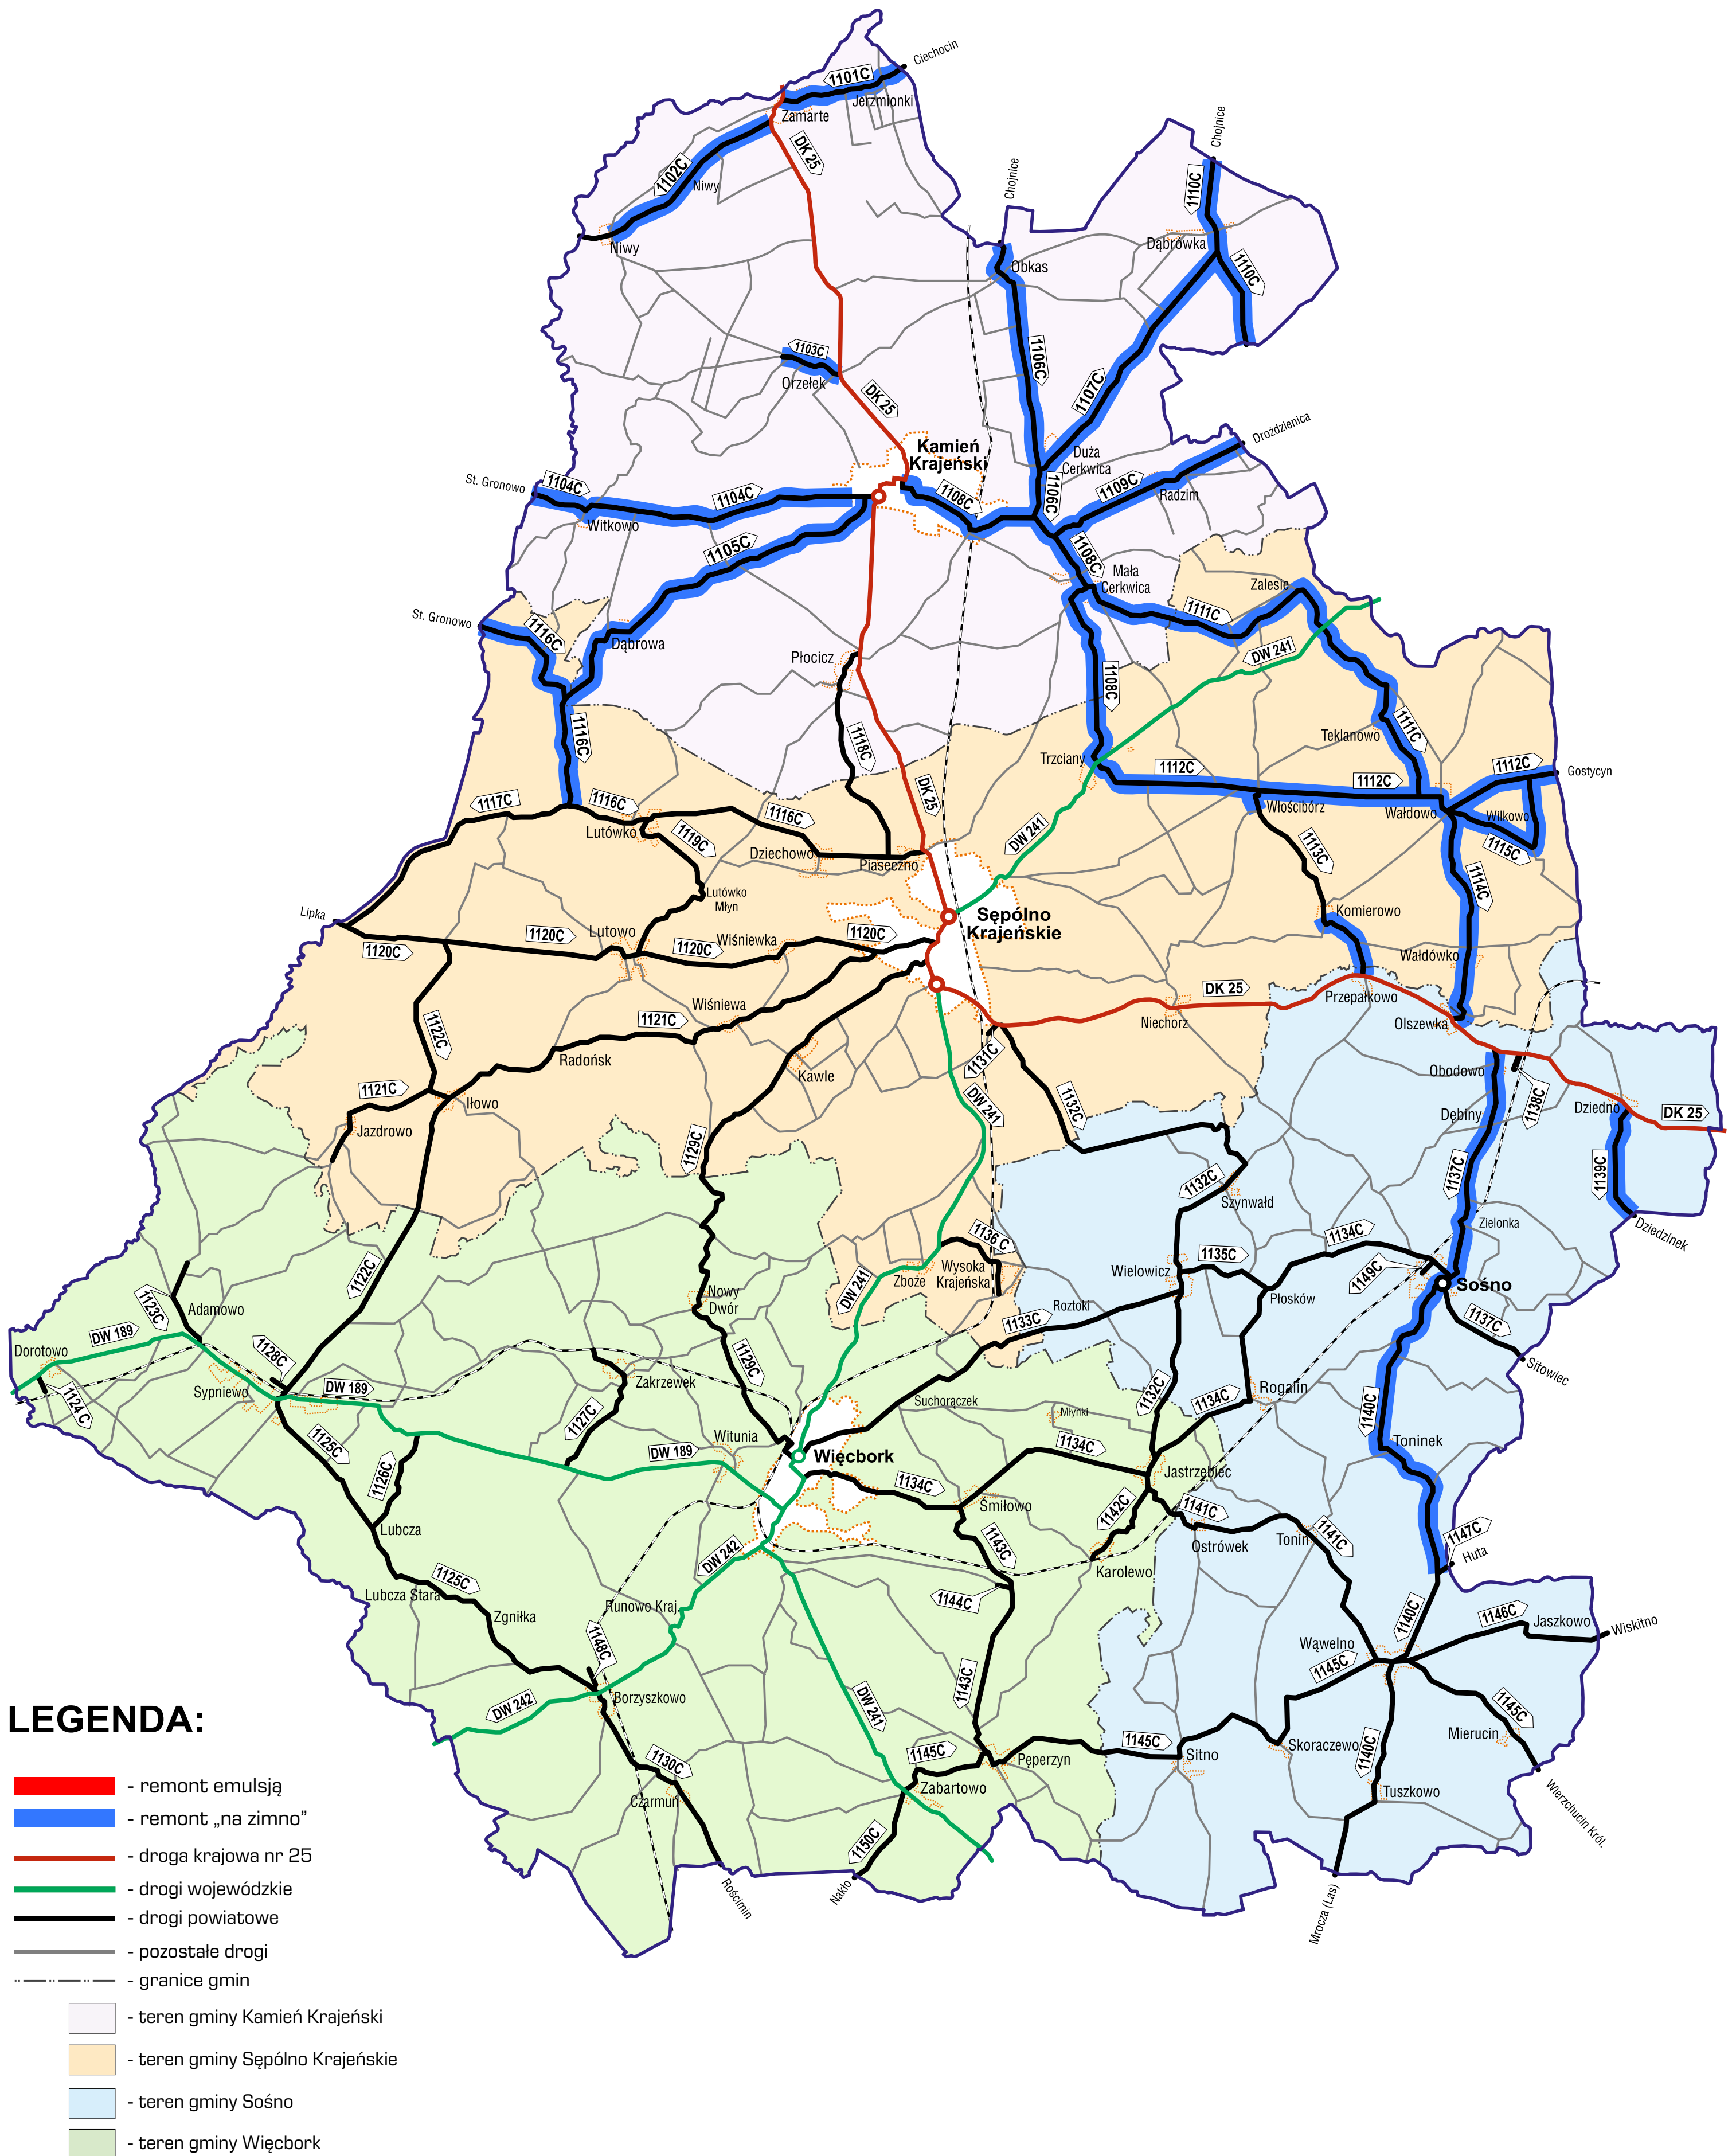 Ciechocin
1101C
Jerzmionki
Zamarte
DK 25
1102C
Niwy
Niwy
Chojnice
Chojnice
1110C
Dąbrówka
1110C
Obkas
1103C
Orzełek
1106C
1107C
DK 25
Kamień
Krajeński
Duża
Cerkwica
Drożdzienica
St. Gronowo
1104C
1104C
Witkowo
1108C
1106C
1109C
Radzim
1105C
1108C
Mała
Cerkwica
Zalesie
St. Gronowo
1116C
Dąbrowa
1111C
DW 241
Płocicz
1108C
1116C
1118C
Teklanowo
1111C
Trzciany
1112C
1112C
1112C
Gostycyn
DK 25
Włościbórz
Wałdowo
Wilkowo
1117C
1116C
1116C
Lutówko
1119C
Dziechowo
Piaseczno
DW 241
1113C
1115C
1114C
Lutówko
Młyn
Lipka
Sępólno
Krajeńskie
Komierowo
1120C
1120C
Lutowo
1120C
Wiśniewka
1120C
Wałdówko
DK 25
Przepałkowo
Niechorz
Olszewka
Wiśniewa
1121C
1122C
Radońsk
Kawle
1131C
1132C
Obodowo
1138C
1121C
Iłowo
Jazdrowo
DW 241
Dębiny
Dziedno
DK 25
1129C
1137C
1139C
1132C
Szynwałd
Zielonka
Dziedzinek
1122C
1136 C
Wysoka
Krajeńska
Zboże
DW 241
1134C
1135C
Wielowicz
1149C
Sośno
Płosków
1123C
Adamowo
Nowy
Dwór
Roztoki
1133C
1137C
Sitowiec
DW 189
Dorotowo
1128C
1129C
1124 C
Sypniewo
DW 189
Zakrzewek
1132C
Rogalin
1134C
Suchorączek
Młynki
1140C
1127C
1125C
Toninek
Witunia
DW 189
Więcbork
1134C
1126C
Jastrzębiec
1134C
Śmiłowo
1142C
1141C
Lubcza
Ostrówek
Tonin
1141C
1147C
Huta
DW 242
1143C
Karolewo
1125C
Lubcza Stara
1144C
Zgniłka
Runowo Kraj.
1140C
1146C
Jaszkowo
Wiskitno
1148C
Wąwelno
1145C
1143C
Borzyszkowo
DW 242
DW 241
1145C
Mierucin
1145C
Skoraczewo
1145C
Pęperzyn
Sitno
1140C
1130C
Czarmuń
Zabartowo
Tuszkowo
Wierzchucin Król.
1150C
Nakło
Rościmin
Mrocza (Las)
LEGENDA:
- remont emulsją
- remont „na zimno”
- droga krajowa nr 25
- drogi wojewódzkie
- drogi powiatowe
- pozostałe drogi
- granice gmin
- teren gminy Kamień Krajeński
- teren gminy Sępólno Krajeńskie
- teren gminy Sośno
- teren gminy Więcbork